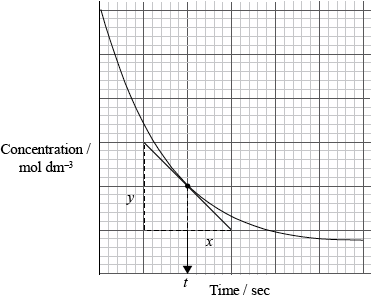 Concentration /
mol dm⁻³
y
x
t
Time / sec